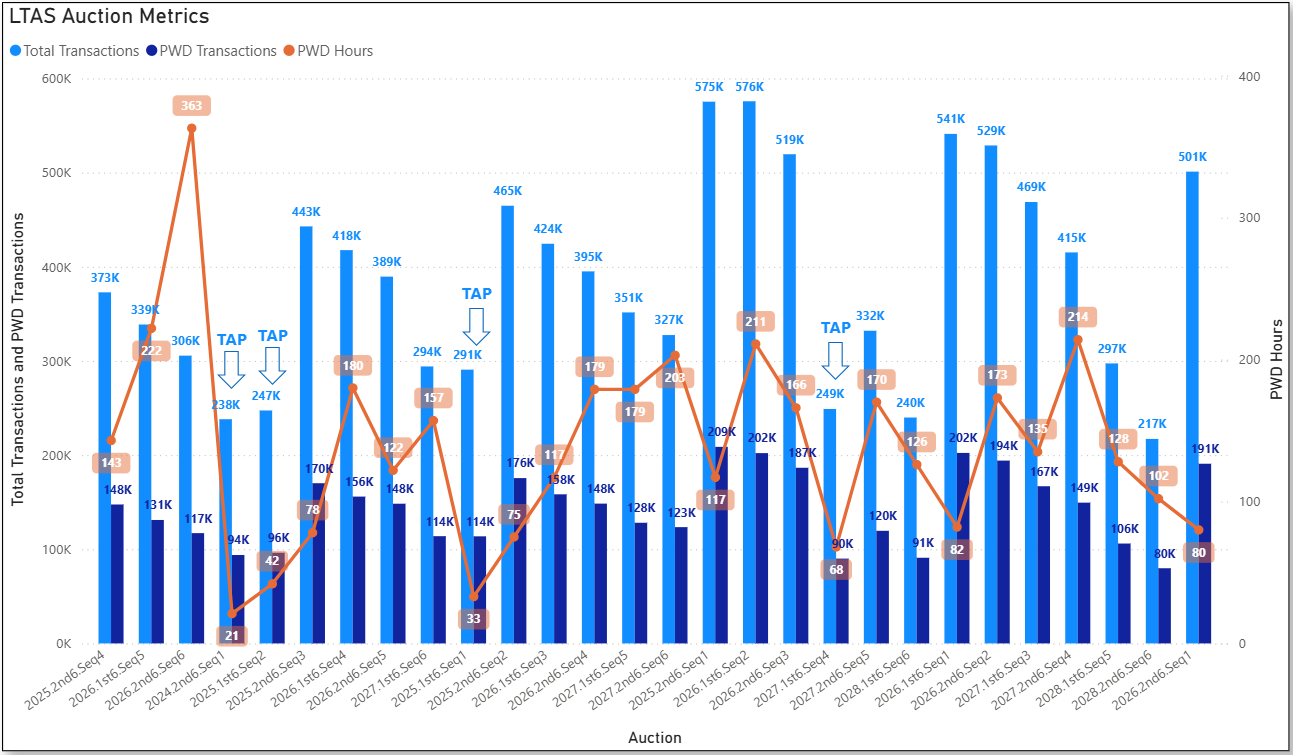 LTAS Auction Metrics
Total Transactions PWD Transactions PWD Hours
600K
500K
400K
300K
200K
100K
0K
Total Transactions and PWD Transactions
400
300
200
100
0
PWD Hours
373K
339K
306K
238K
247K
443K
418K
389K
294K
291K
465K
424K
395K
351K
327K
575K
576K
519K
249K
332K
240K
541K
529K
469K
415K
297K
217K
501K
148K
131K
117K
94K
96K
170K
156K
148K
114K
114K
176K
158K
148K
128K
123K
209K
202K
187K
90K
120K
91K
202K
194K
167K
149K
106K
80K
191K
143
222
363
21
42
78
180
122
157
33
75
117
179
179
203
117
211
166
68
170
126
82
173
135
214
128
102
80
TAP
TAP
TAP
TAP
2025.2nd6.Seq4
2026.1st6.Seq5
2026.2nd6.Seq6
2024.2nd6.Seq1
2025.1st6.Seq2
2025.2nd6.Seq3
2026.1st6.Seq4
2026.2nd6.Seq5
2027.1st6.Seq6
2025.1st6.Seq1
2025.2nd6.Seq2
2026.1st6.Seq3
2026.2nd6.Seq4
2027.1st6.Seq5
2027.2nd6.Seq6
2025.2nd6.Seq1
2026.1st6.Seq2
2026.2nd6.Seq3
2027.1st6.Seq4
2027.2nd6.Seq5
2028.1st6.Seq6
2026.1st6.Seq1
2026.2nd6.Seq2
2027.1st6.Seq3
2027.2nd6.Seq4
2028.1st6.Seq5
2028.2nd6.Seq6
2026.2nd6.Seq1
Auction